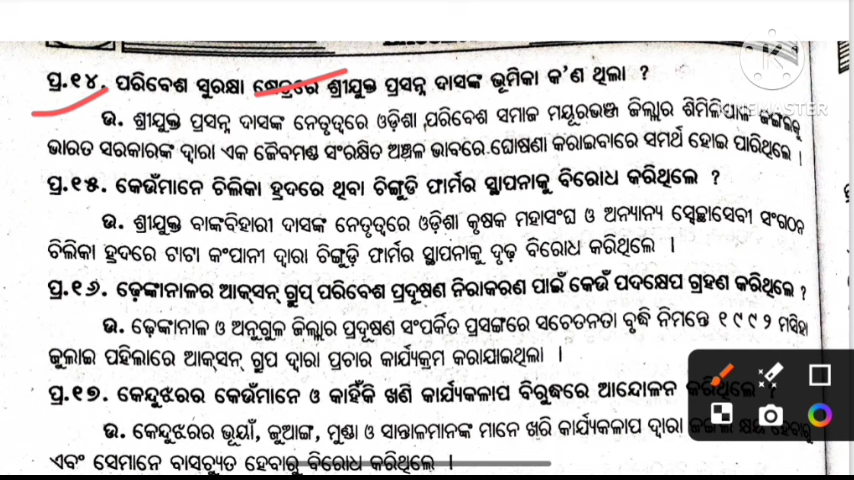 ପ୍ର.୧୪. ପରିବେଶ ସୁରକ୍ଷା କ୍ଷେତ୍ରରେ ଶ୍ରୀଯୁକ୍ତ ପ୍ରସନ୍ନ ଦାସଙ୍କ ଭୂମିକା କ'ଣ ଥିଲା ?
ଉ. ଶ୍ରୀଯୁକ୍ତ ପ୍ରସନ୍ନ ଦାସଙ୍କ ନେତୃତ୍ୱରେ ଓଡ଼ିଶା ପରିବେଶ ସମାଜ ମୟୂରଭଞ୍ଜ ଜିଲ୍ଲାର ଶିମିଳିପାଳ ଜଙ୍ଗଲକୁ
ଭାରତ ସରକାରଙ୍କ ଦ୍ୱାରା ଏକ ଜୈବମଣ୍ଡ ସଂରକ୍ଷିତ ଅଞ୍ଚଳ ଭାବରେ ଘୋଷଣା କରାଇବାରେ ସମର୍ଥ ହୋଇ ପାରିଥିଲେ ।
ପ୍ର.୧୫. କେଉଁମାନେ ଚିଲିକା ହ୍ରଦରେ ଥିବା ଚିଙ୍ଗୁଡି ଫାର୍ମର ସ୍ଥାପନାକୁ ବିରୋଧ କରିଥିଲେ ?
ଉ. ଶ୍ରୀଯୁକ୍ତ ବାଙ୍କବିହାରୀ ଦାସଙ୍କ ନେତୃତ୍ୱରେ ଓଡ଼ିଶା କୃଷକ ମହାସଂଘ ଓ ଅନ୍ୟାନ୍ୟ ସ୍ୱେଚ୍ଛାସେବୀ ସଂଗଠନ
ଚିଲିକା ହ୍ରଦରେ ଟାଟା କଂପାନୀ ଦ୍ୱାରା ଚିଙ୍ଗୁଡ଼ି ଫାର୍ମର ସ୍ଥାପନାକୁ ଦୃଢ଼ ବିରୋଧ କରିଥିଲେ ।
ପ୍ର.୧୬. ଢ଼େଙ୍କାନାଳର ଆକ୍‌ସନ୍ ଗ୍ରୁପ୍ ପରିବେଶ ପ୍ରଦୂଷଣ ନିରାକରଣ ପାଇଁ କେଉଁ ପଦକ୍ଷେପ ଗ୍ରହଣ କରିଥିଲେ ?
ଉ. ଢ଼େଙ୍କାନାଳ ଓ ଅନୁଗୁଳ ଜିଲ୍ଲାର ପ୍ରଦୂଷଣ ସଂପର୍କିତ ପ୍ରସଙ୍ଗରେ ସଚେତନତା ବୃଦ୍ଧି ନିମନ୍ତେ ୧୯୯୨ ମସିହା
ଜୁଲାଇ ପହିଲାରେ ଆକ୍‌ସନ୍ ଗ୍ରୁପ ଦ୍ୱାରା ପ୍ରଚାର କାର୍ଯ୍ୟକ୍ରମ କରାଯାଇଥିଲା ।
ପ୍ର.୧୭. କେନ୍ଦୁଝରର କେଉଁମାନେ ଓ କାହିଁକି ଖଣି କାର୍ଯ୍ୟକଳାପ ବିରୁଦ୍ଧରେ ଆନ୍ଦୋଳନ କରିଥିଲେ ?
ଉ. କେନ୍ଦୁଝରର ଭୂୟାଁ, ଜୁଆଙ୍ଗ, ମୁଣ୍ଡା ଓ ସାନ୍ତାଳମାନଙ୍କ ମାନେ ଖରି କାର୍ଯ୍ୟକଳାପ ଦ୍ୱାରା
ଏବଂ ସେମାନେ ବାସଚ୍ୟୁତ ହେବାରୁ ବିରୋଧ କରିଥିଲେ ।